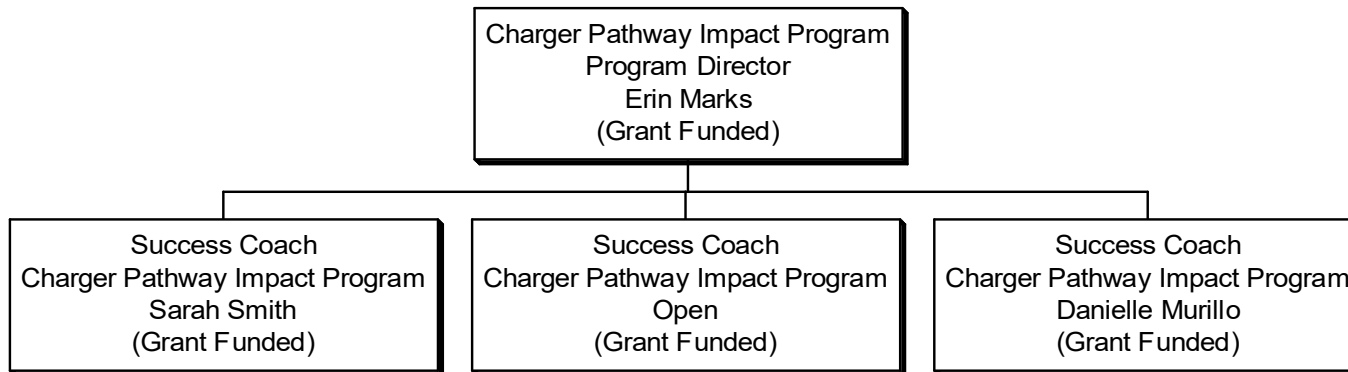 Charger Pathway Impact Program
Program Director
Erin Marks
(Grant Funded)
Success Coach
Charger Pathway Impact Program
Sarah Smith
(Grant Funded)
Success Coach
Charger Pathway Impact Program
Open
(Grant Funded)
Success Coach
Charger Pathway Impact Program
Danielle Murillo
(Grant Funded)